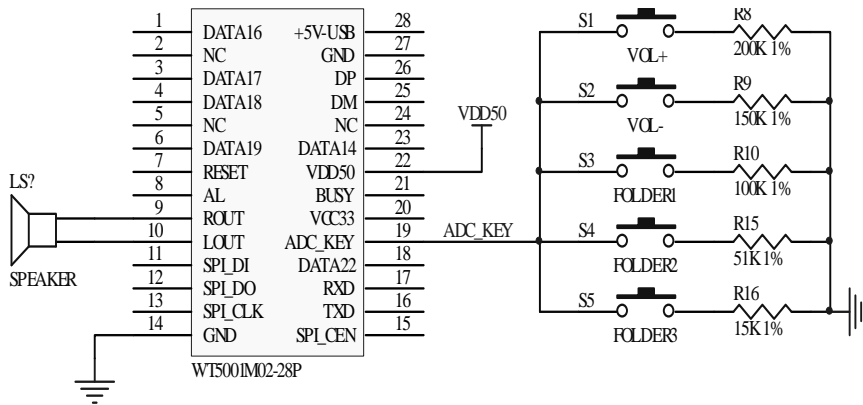 1 DATA16 +5V-USB 28
2 NC GND 27
3 DATA17 DP 26
4 DATA18 DM 25
5 NC NC 24
6 DATA19 DATA14 23
7 RESET VDD50 22
8 AL BUSY 21
9 ROUT VCC33 20
10 LOUT ADC_KEY 19
11 SPI_DI DATA22 18
12 SPI_DO RXD 17
13 SPI_CLK TXD 16
14 GND SPI_CEN 15
WT5001M02-28P
LS?
SPEAKER
VDD50
ADC_KEY
S1 VOL+ R8 200K 1%
S2 VOL- R9 150K 1%
S3 FOLDER1 R10 100K 1%
S4 FOLDER2 R15 51K 1%
S5 FOLDER3 R16 15K 1%